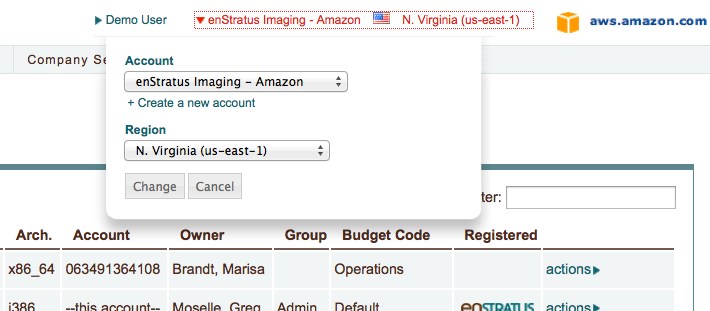 Demo User enStratus Imaging - Amazon N. Virginia (us-east-1) aws.amazon.com
Company Se
Account
enStratus Imaging - Amazon
+ Create a new account
Region
N. Virginia (us-east-1)
Change Cancel
ter:
Arch. Account Owner Group Budget Code Registered
x86_64 063491364108 Brandt, Marisa Operations actions
i386 --this account-- Moselle, Greg Admin Default enSTRATUS actions